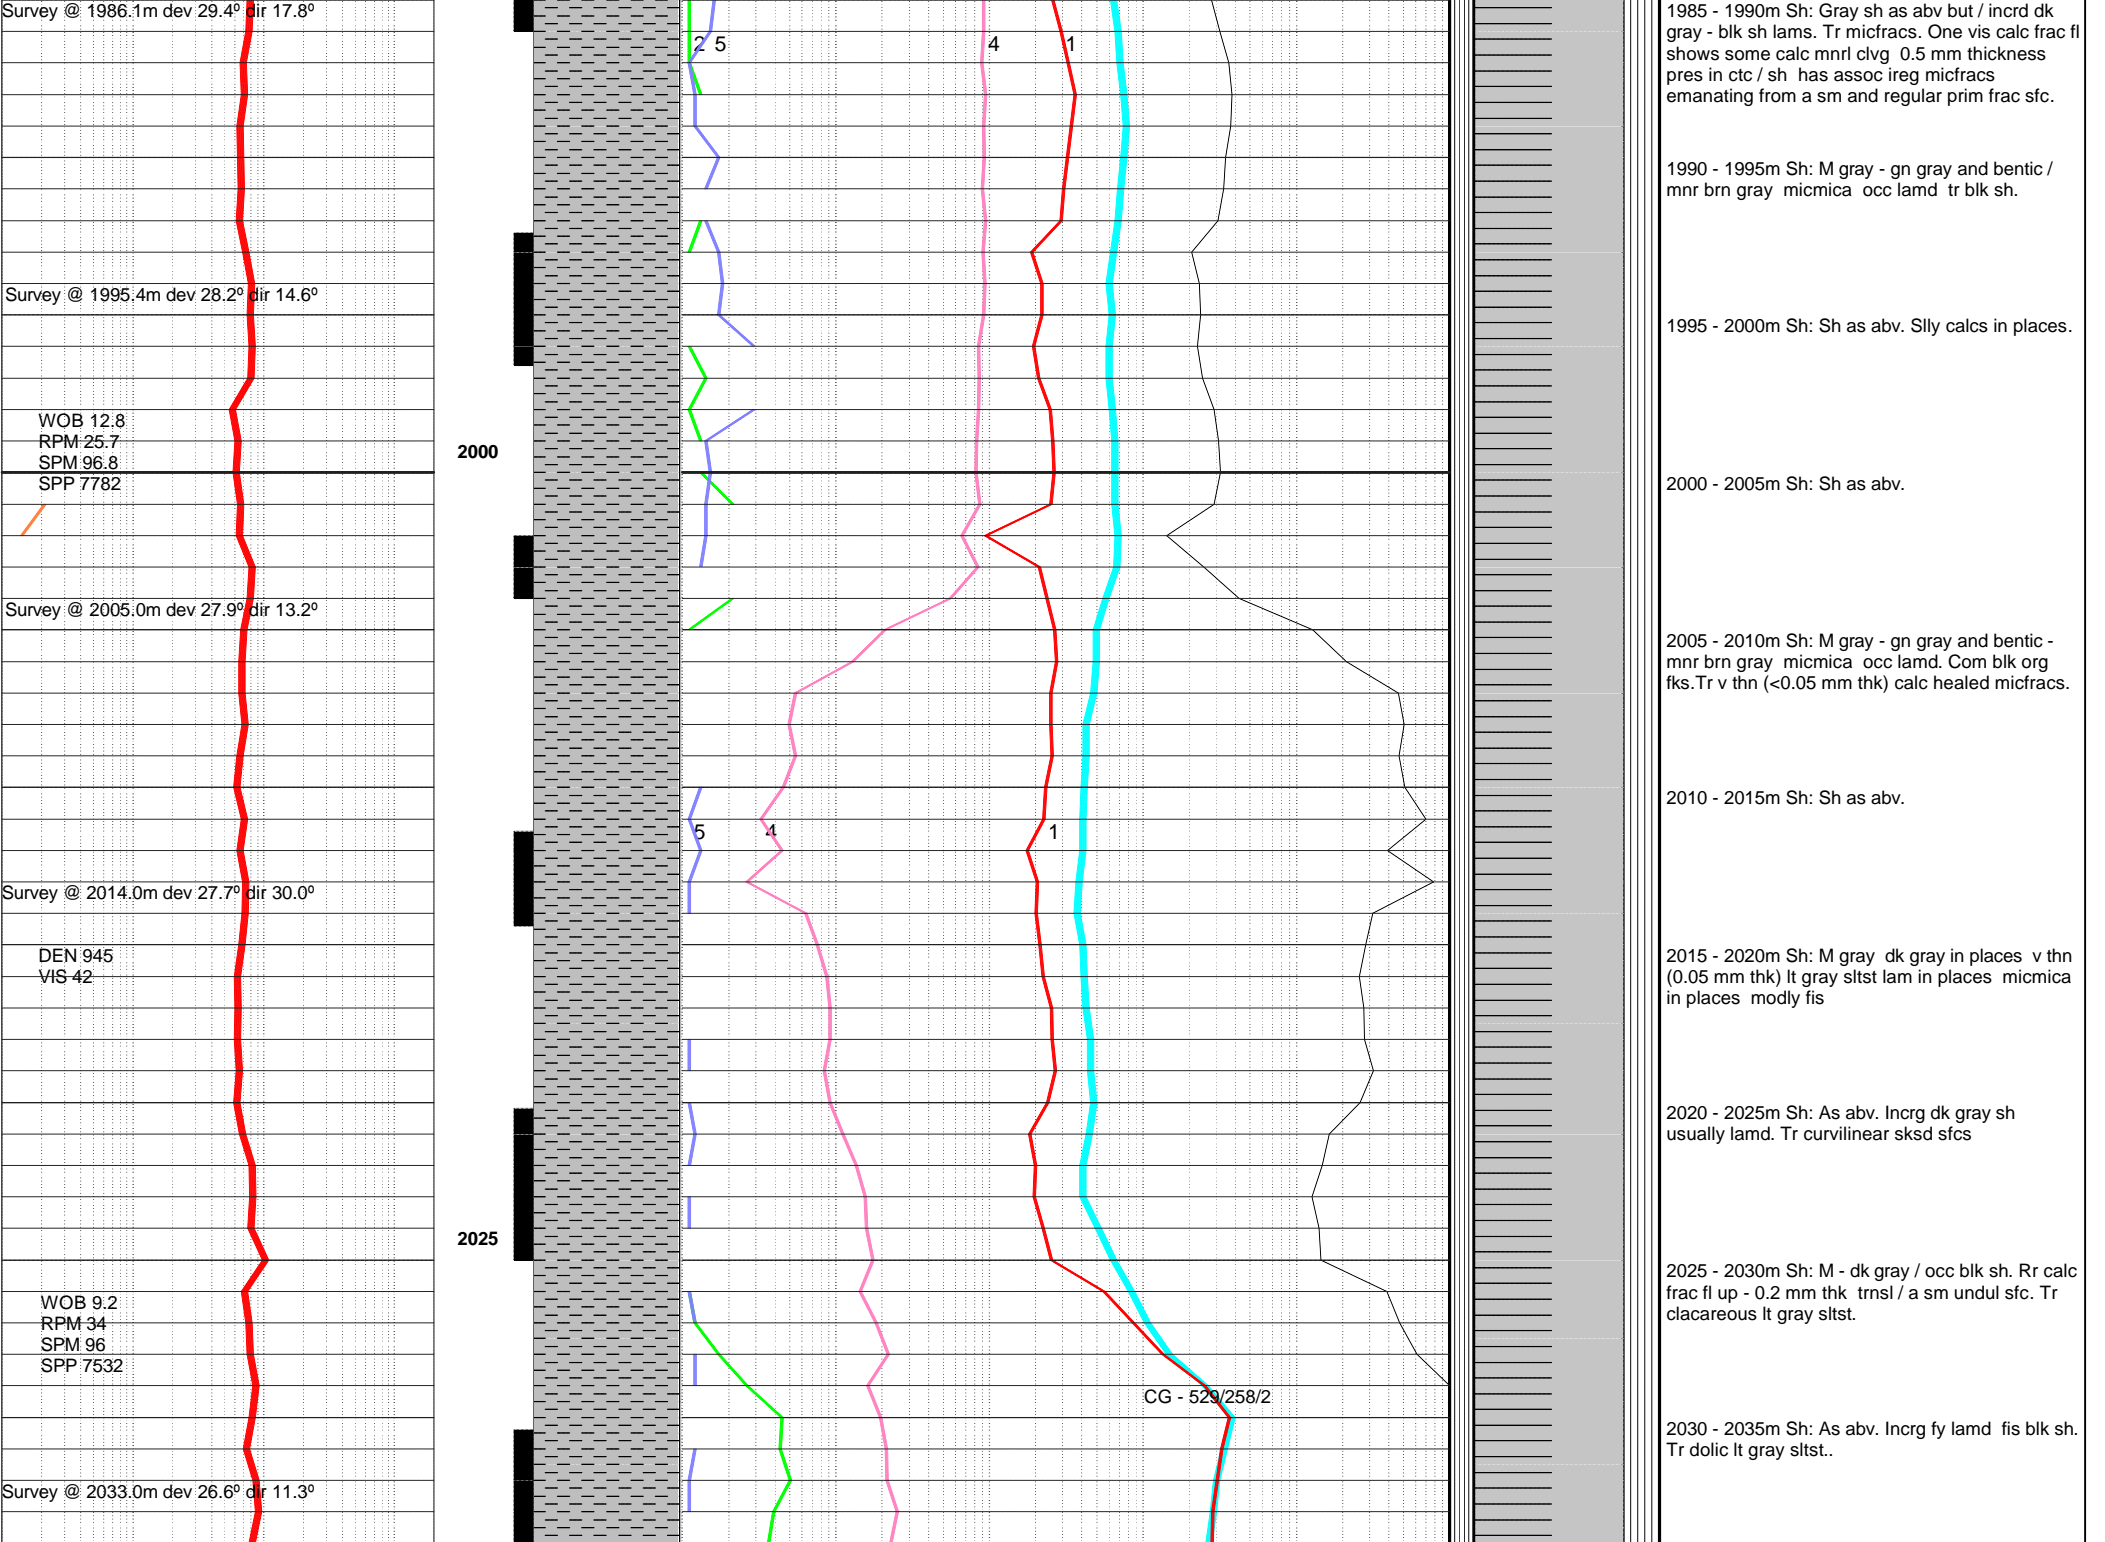 Survey @ 1986.1m dev 29.4º dir 17.8º
2 5 4 1
1985 - 1990m Sh: Gray sh as abv but / incrd dk
gray - blk sh lams. Tr micfracs. One vis calc frac fl
shows some calc mnrl clvg 0.5 mm thickness
pres in ctc / sh has assoc ireg micfracs
emanating from a sm and regular prim frac sfc.
1990 - 1995m Sh: M gray - gn gray and bentic /
mnr brn gray micmica occ lamd tr blk sh.
Survey @ 1995.4m dev 28.2º dir 14.6º
1995 - 2000m Sh: Sh as abv. Slly calcs in places.
WOB 12.8
RPM 25.7
SPM 96.8
SPP 7782
2000
2000 - 2005m Sh: Sh as abv.
Survey @ 2005.0m dev 27.9º dir 13.2º
2005 - 2010m Sh: M gray - gn gray and bentic -
mnr brn gray micmica occ lamd. Com blk org
fks.Tr v thn (<0.05 mm thk) calc healed micfracs.
2010 - 2015m Sh: Sh as abv.
5 4 1
Survey @ 2014.0m dev 27.7º dir 30.0º
DEN 945
VIS 42
2015 - 2020m Sh: M gray dk gray in places v thn
(0.05 mm thk) lt gray sltst lam in places micmica
in places modly fis
2020 - 2025m Sh: As abv. Incrg dk gray sh
usually lamd. Tr curvilinear sksd sfcs
2025
2025 - 2030m Sh: M - dk gray / occ blk sh. Rr calc
frac fl up - 0.2 mm thk trnsl / a sm undul sfc. Tr
clacareous lt gray sltst.
WOB 9.2
RPM 34
SPM 96
SPP 7532
CG - 529/258/2
2030 - 2035m Sh: As abv. Incrg fy lamd fis blk sh.
Tr dolic lt gray sltst..
Survey @ 2033.0m dev 26.6º dir 11.3º